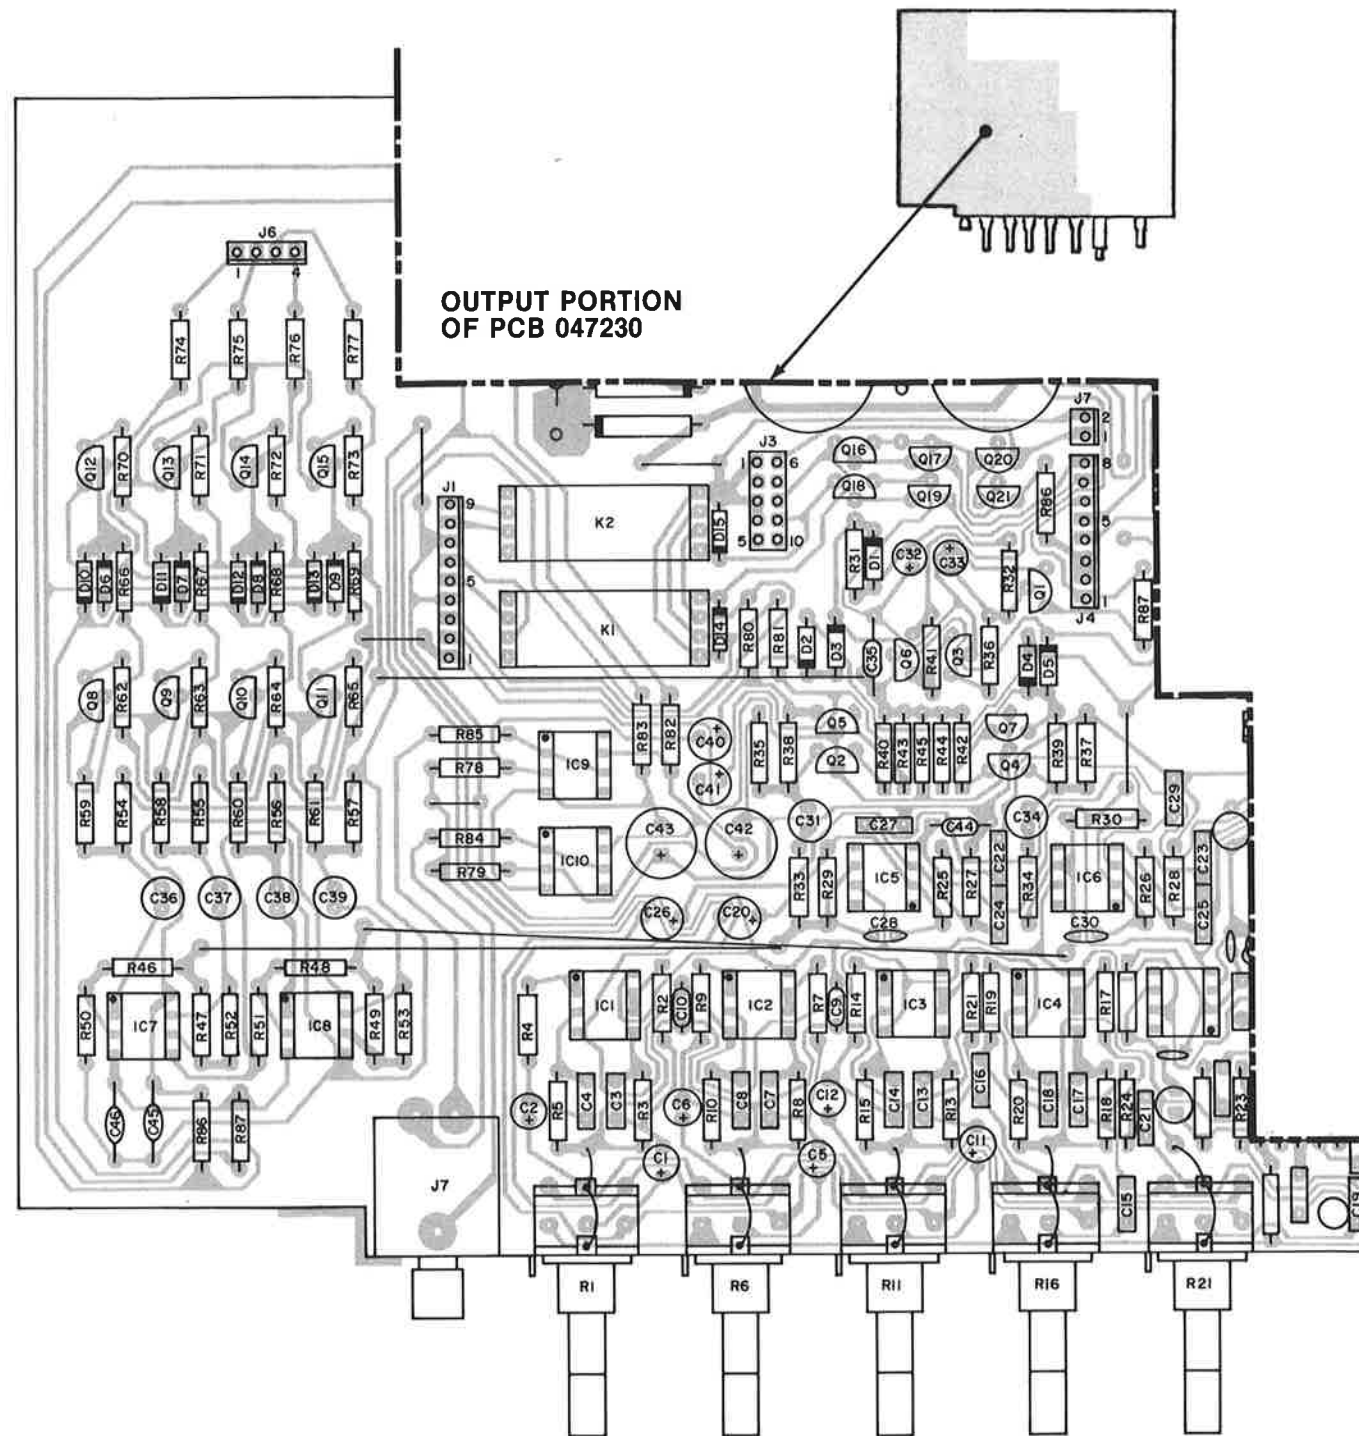 OUTPUT PORTION
OF PCB 047230
J6
1 4
R74 R75 R76 R77
J7
2
1
J3
1 6
5 10
Q16 Q17 Q20
Q18 Q19 Q21
R86
8
5
1
J4
Q12 R70 Q13 R71 Q14 R72 Q15 R73
J1
9
5
1
K2
D15
R31 D1 C32 C33 R32 Q1 R87
D10 D6 R66 D11 D7 R67 D12 D8 R68 D13 D9 R69
K1
D14 R80 R81 D2 D3 C35 Q6 R41 Q3 R36 D4 D5
Q8 R62 Q9 R63 Q10 R64 Q11 R65
R85
R78
IC9
R83 R82 C40
C41
R35 R38 Q5
Q2
R40 R43 R45 R44 R42 Q7
Q4
R39 R37
R59 R54 R58 R55 R60 R56 R61 R57
R84
R79
IC10
C43 C42 C31 C27 C44 C34 R30 C29
R33 R29 IC5 R25 R27 C22 C24 R34 IC6 R26 R28 C23 C25
C36 C37 C38 C39
C26 C20 C28 C30
R46 R48
R50 IC7 R47 R52 R51 IC8 R49 R53
R4 IC1 R2 C10 R9 IC2 R7 C9 R14 IC3 R21 R19 IC4 R17
C46 C45 R86 R87
C2 R5 C4 C3 R3 C6 R10 C8 C7 R8 C12 R15 C14 C13 R13 C16 R20 C18 C17 R18 R24 C21 R23
C1 C5 C11
J7
C15 C19
R1 R6 R11 R16 R21